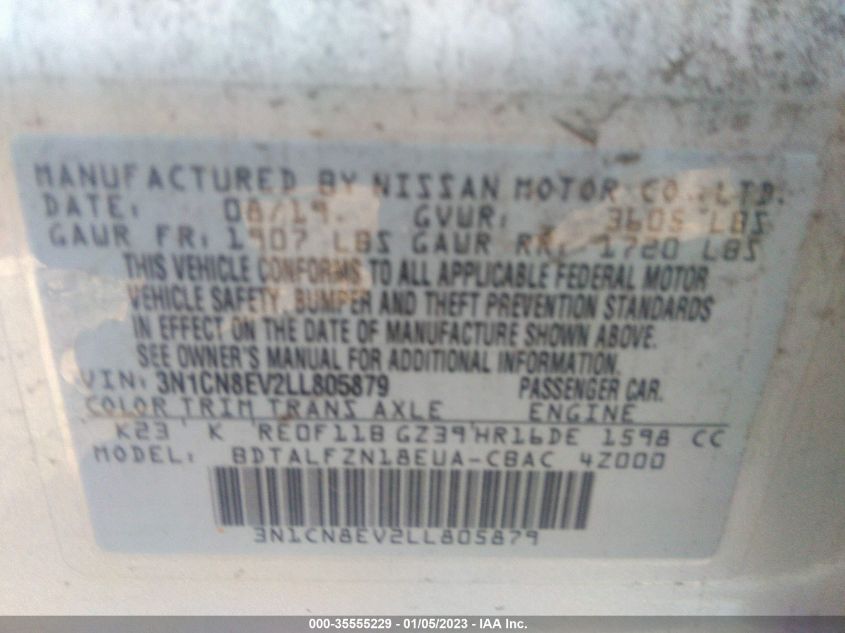 MANUFACTURED BY NISSAN MOTOR CO., LTD.
DATE: 08/19 GVWR: 3605 LBS
GAWR FR: 1907 LBS GAWR RR: 1720 LBS
THIS VEHICLE CONFORMS TO ALL APPLICABLE FEDERAL MOTOR
VEHICLE SAFETY, BUMPER AND THEFT PREVENTION STANDARDS
IN EFFECT ON THE DATE OF MANUFACTURE SHOWN ABOVE.
SEE OWNER'S MANUAL FOR ADDITIONAL INFORMATION.
VIN: 3N1CN8EV2LL805879 PASSENGER CAR.
COLOR TRIM TRANS AXLE ENGINE
K23 K RE0F11B GZ39 HR16DE 1598 CC
MODEL: BDTALFZN18EUA-CBAC 4Z000
3N1CN8EV2LL805879
000-35555229 - 01/05/2023 - IAA Inc.